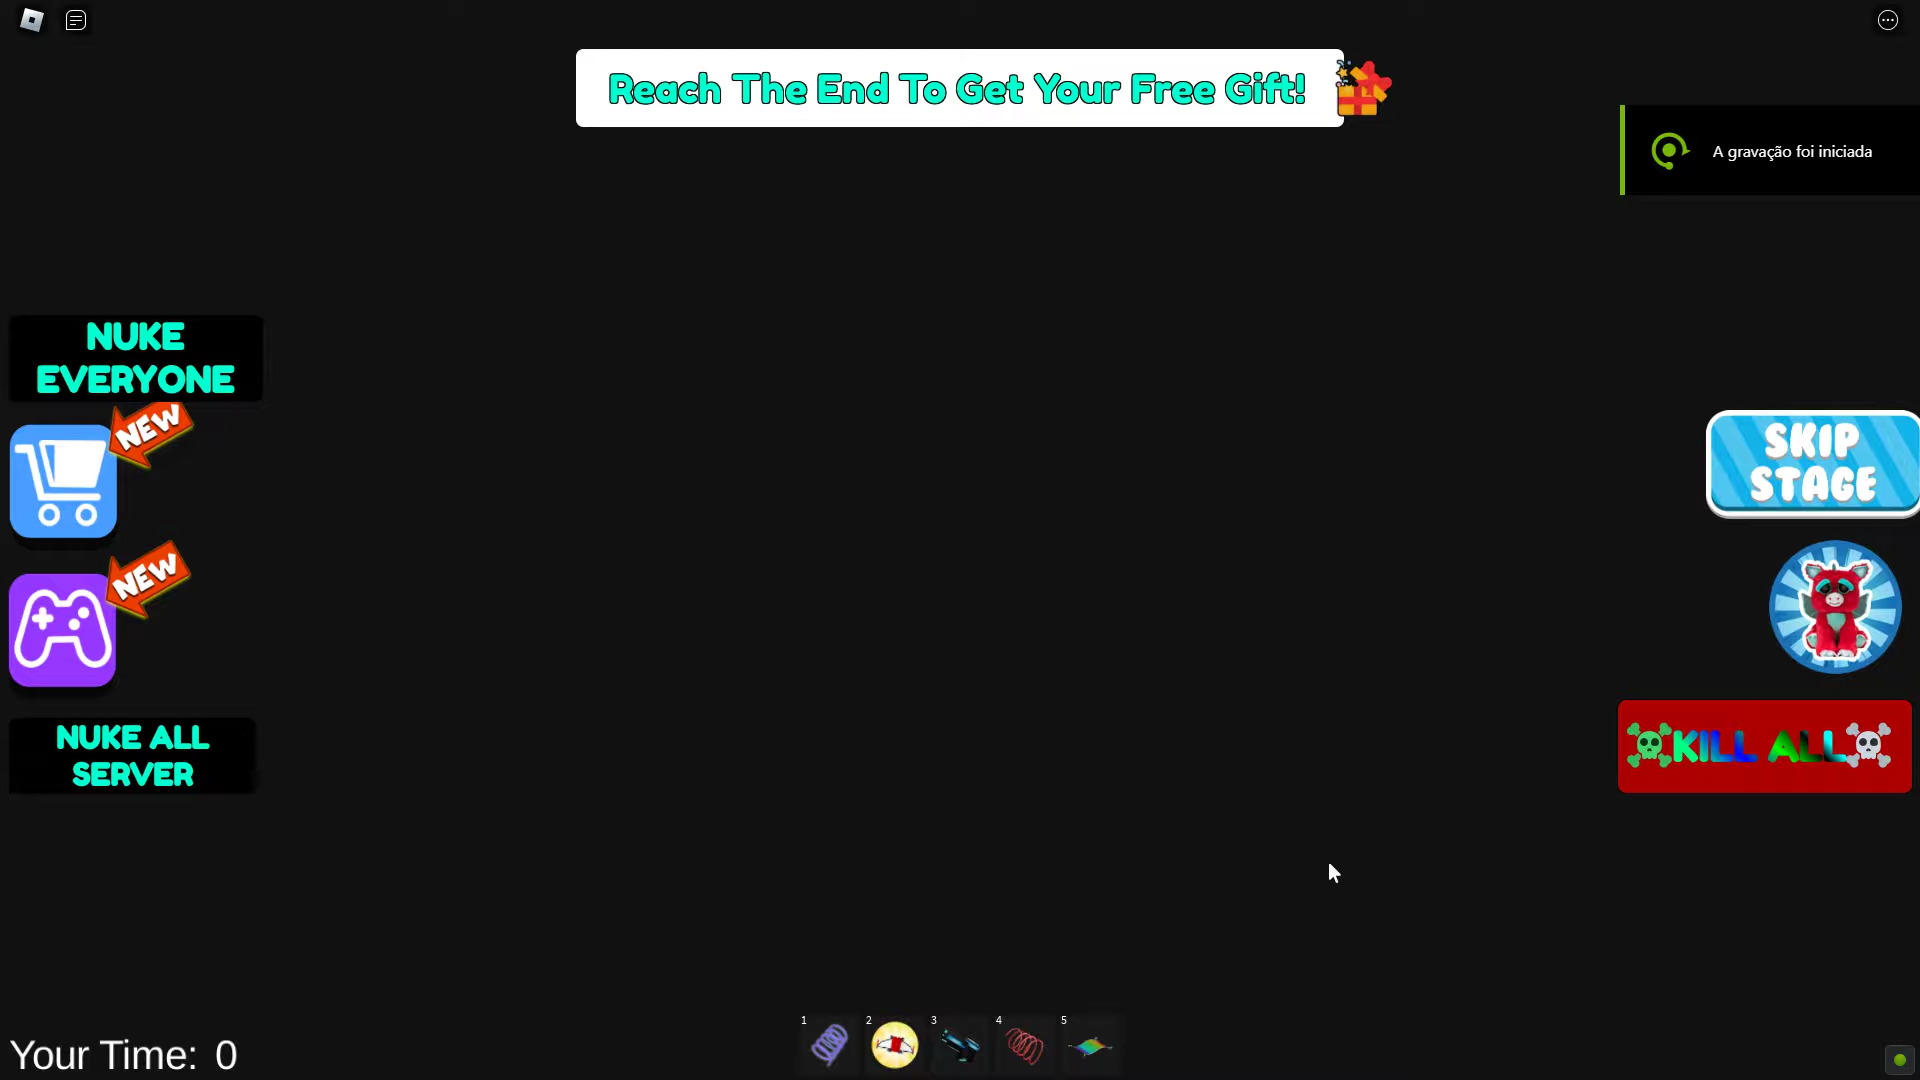 Reach The End To Get Your Free Gift!
A gravação foi iniciada
NUKE
EVERYONE
NEW
SKIP
STAGE
NEW
NUKE ALL
SERVER
KILL ALL
1 2 3 4 5
Your Time: 0